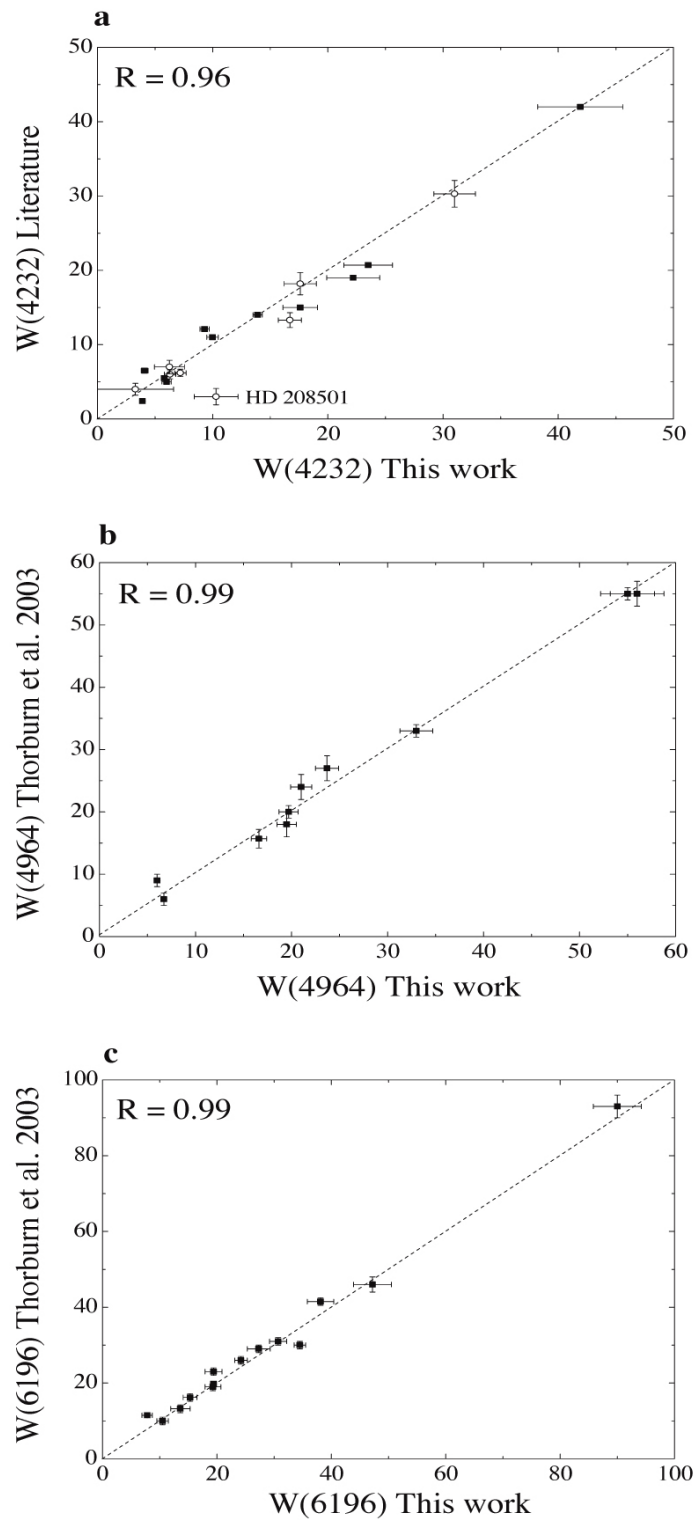 a
R = 0.96
50
40
30
20
10
0
W(4232) Literature
HD 208501
0 10 20 30 40 50
W(4232) This work
b
R = 0.99
60
50
40
30
20
10
0
W(4964) Thorburn et al. 2003
0 10 20 30 40 50 60
W(4964) This work
c
R = 0.99
100
80
60
40
20
0
W(6196) Thorburn et al. 2003
0 20 40 60 80 100
W(6196) This work